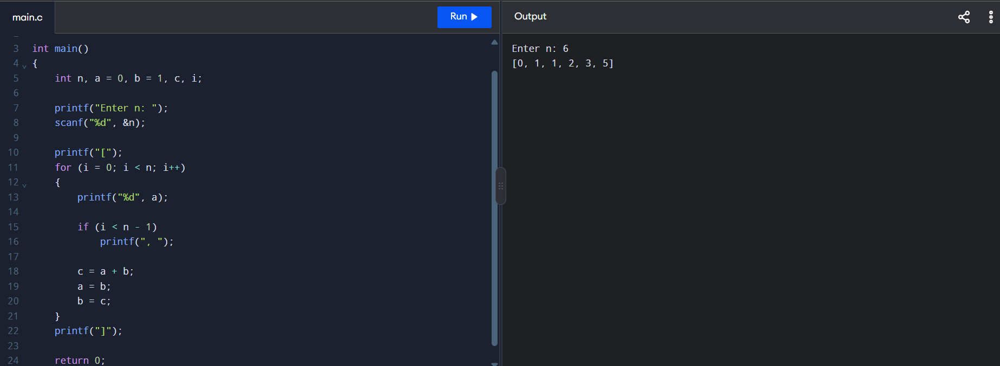 main.c
Run
3 int main()
4 {
5     int n, a = 0, b = 1, c, i;
6
7     printf("Enter n: ");
8     scanf("%d", &n);
9
10     printf("[");
11     for (i = 0; i < n; i++)
12     {
13         printf("%d", a);
14
15         if (i < n - 1)
16             printf(", ");
17
18         c = a + b;
19         a = b;
20         b = c;
21     }
22     printf("]");
23
24     return 0;
Output
Enter n: 6
[0, 1, 1, 2, 3, 5]